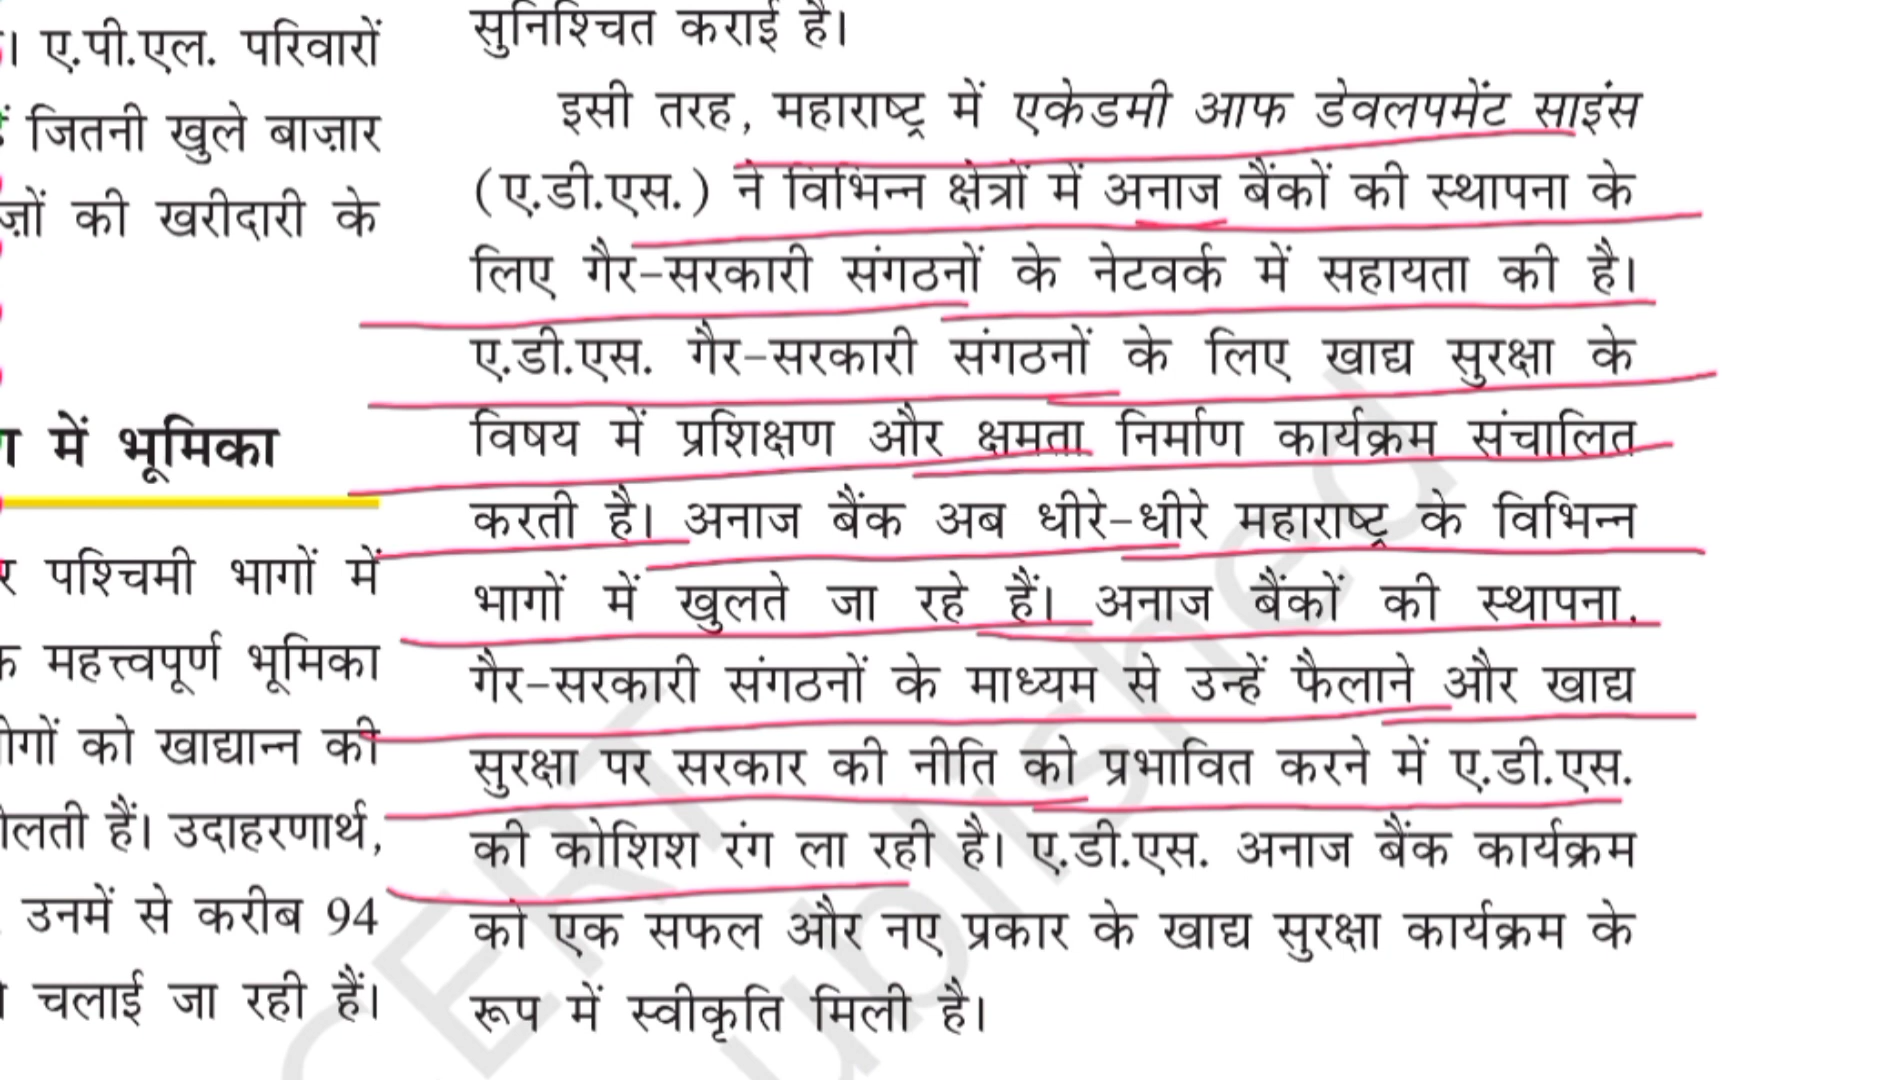 । ए.पी.एल. परिवारों
जितनी खुले बाज़ार
की खरीदारी के
में भूमिका
पश्चिमी भागों में
महत्त्वपूर्ण भूमिका
को खाद्यान्न की
हैं। उदाहरणार्थ,
उनमें से करीब 94
चलाई जा रही हैं।
सुनिश्चित कराई है।
इसी तरह, महाराष्ट्र में एकेडमी आफ डेवलपमेंट साइंस
(ए.डी.एस.) ने विभिन्न क्षेत्रों में अनाज बैंकों की स्थापना के
लिए गैर-सरकारी संगठनों के नेटवर्क में सहायता की है।
ए.डी.एस. गैर-सरकारी संगठनों के लिए खाद्य सुरक्षा के
विषय में प्रशिक्षण और क्षमता निर्माण कार्यक्रम संचालित
करती है। अनाज बैंक अब धीरे-धीरे महाराष्ट्र के विभिन्न
भागों में खुलते जा रहे हैं। अनाज बैंकों की स्थापना,
गैर-सरकारी संगठनों के माध्यम से उन्हें फैलाने और खाद्य
सुरक्षा पर सरकार की नीति को प्रभावित करने में ए.डी.एस.
की कोशिश रंग ला रही है। ए.डी.एस. अनाज बैंक कार्यक्रम
को एक सफल और नए प्रकार के खाद्य सुरक्षा कार्यक्रम के
रूप में स्वीकृति मिली है।